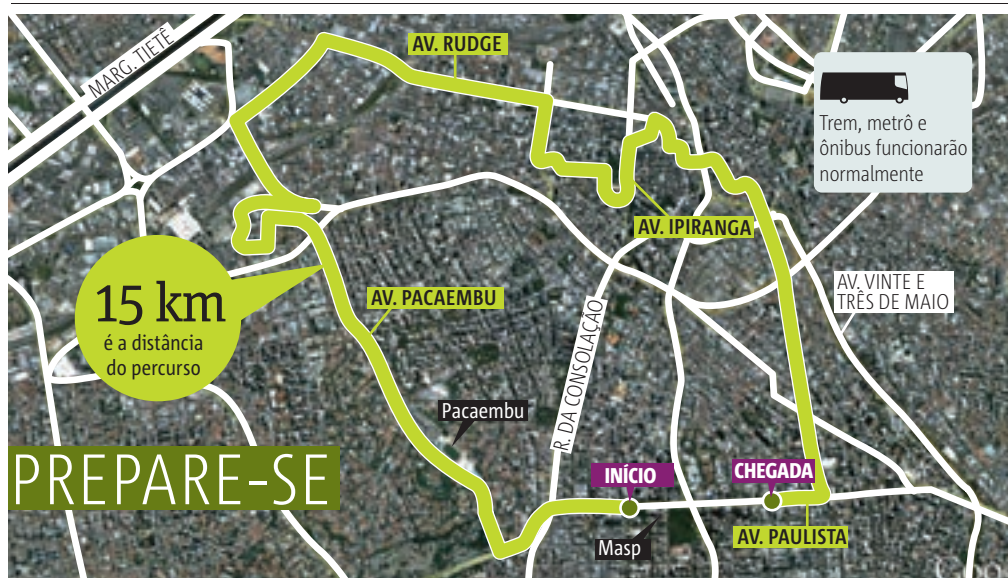 MARG. TIETÊ
AV. RUDGE
Trem, metrô e
ônibus funcionarão
normalmente
AV. IPIRANGA
15 km
é a distância
do percurso
AV. PACAEMBU
AV. VINTE E
TRÊS DE MAIO
R. DA CONSOLAÇÃO
Pacaembu
PREPARE-SE
INÍCIO
CHEGADA
Masp
AV. PAULISTA